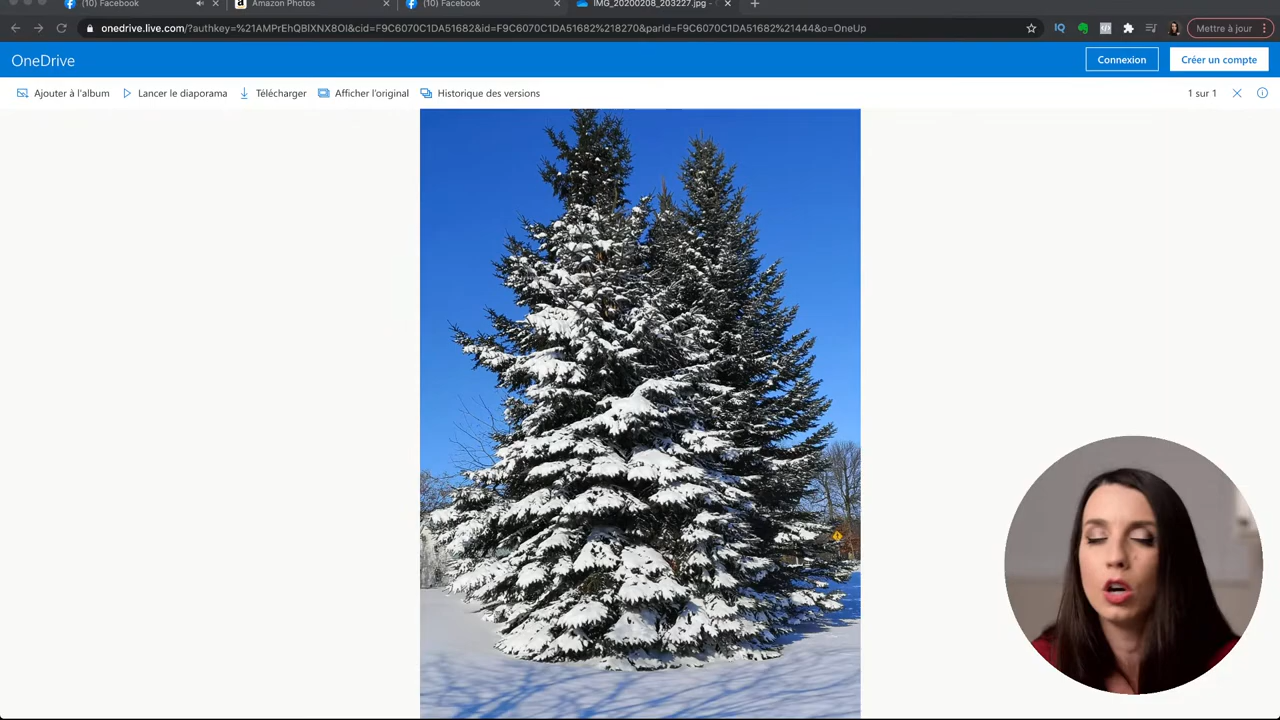 (10) Facebook
Amazon Photos
(10) Facebook
IMG_20200208_203227.jpg -
onedrive.live.com/?authkey=%21AMPrEhQBlXNX8OI&cid=F9C6070C1DA51682&id=F9C6070C1DA51682%218270&parId=F9C6070C1DA51682%21444&o=OneUp
IQ
Mettre à jour
OneDrive
Connexion
Créer un compte
Ajouter à l'album
Lancer le diaporama
Télécharger
Afficher l'original
Historique des versions
1 sur 1